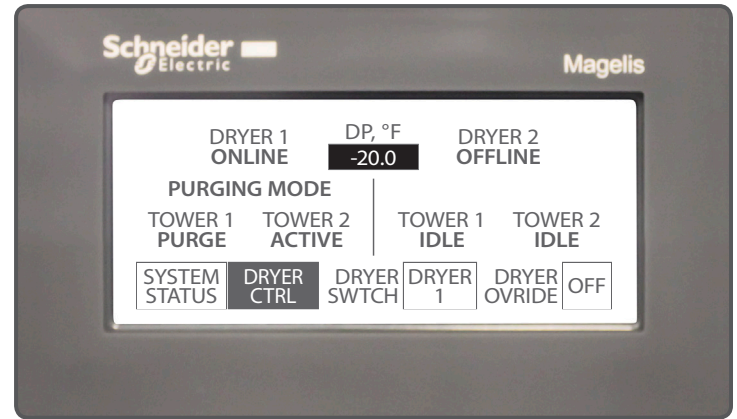 Schneider
Electric
Magelis
DRYER 1
ONLINE
DP, °F
-20.0
DRYER 2
OFFLINE
PURGING MODE
TOWER 1
PURGE
TOWER 2
ACTIVE
TOWER 1
IDLE
TOWER 2
IDLE
SYSTEM
STATUS
DRYER
CTRL
DRYER
SWTCH
DRYER
1
DRYER
OVRIDE
OFF